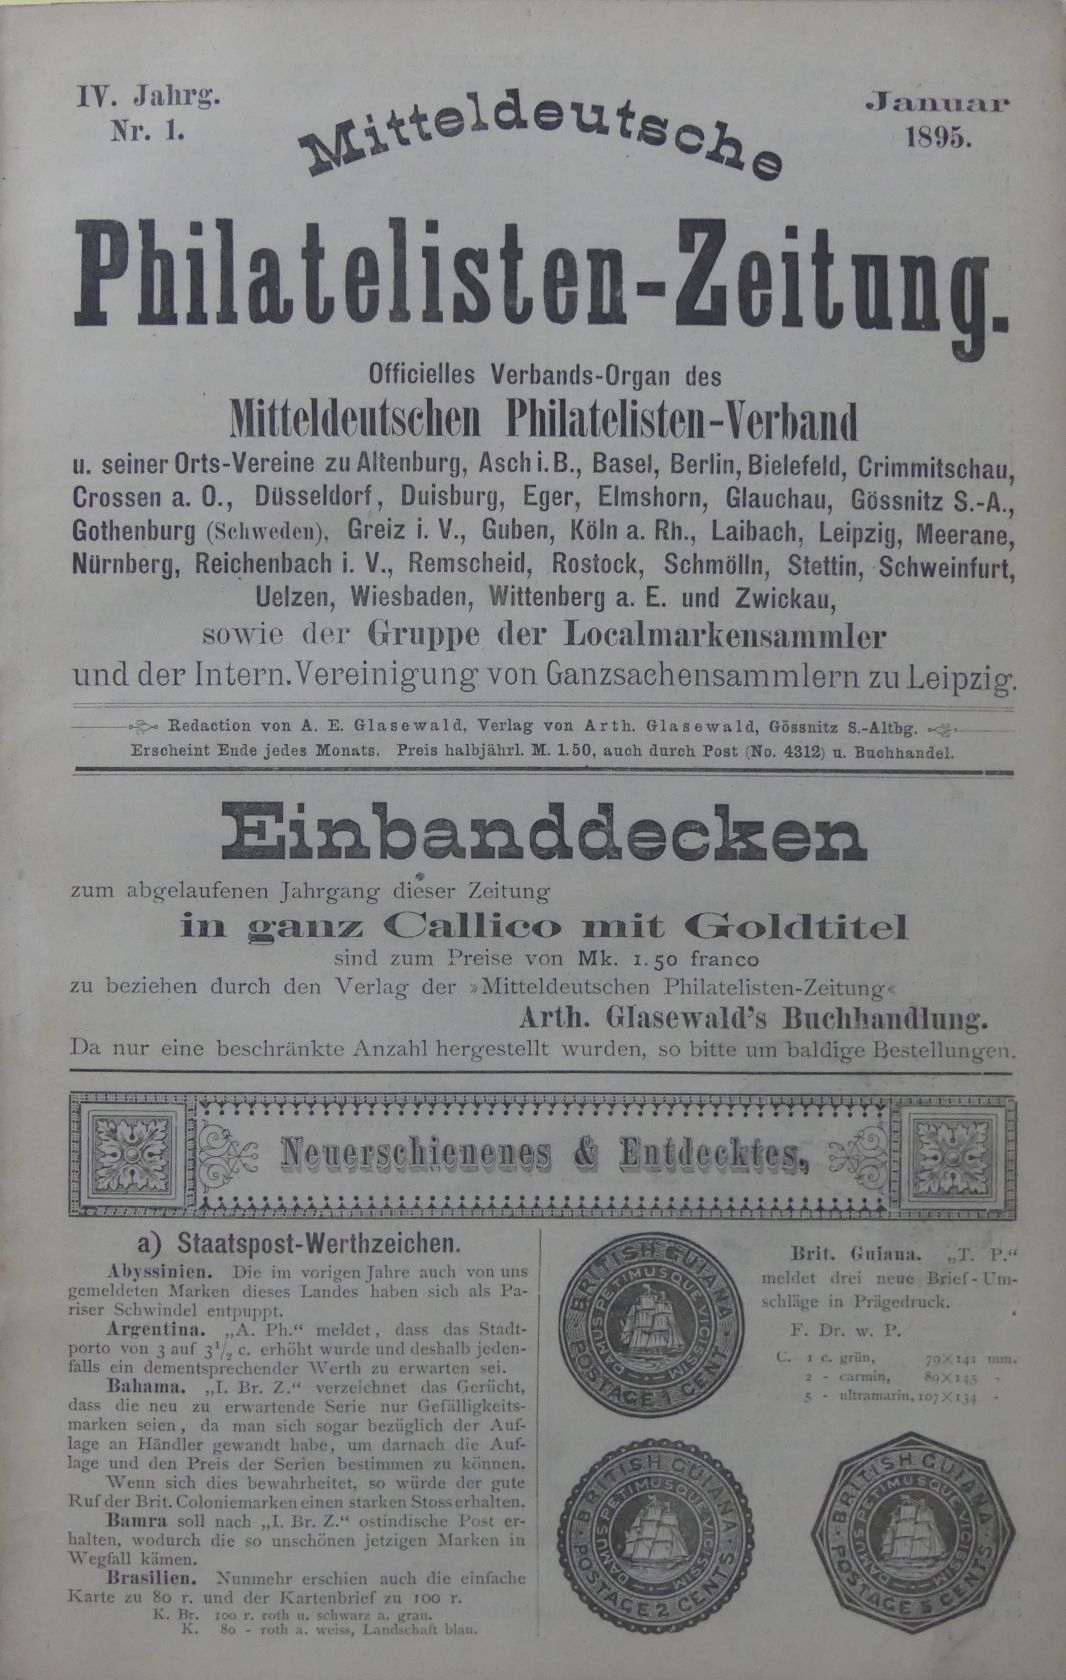 IV. Jahrg.
Nr. 1.
Januar
1895.
Mitteldeutsche
Philatelisten-Zeitung.
Officielles Verbands-Organ des
Mitteldeutschen Philatelisten-Verband
u. seiner Orts-Vereine zu Altenburg, Asch i. B., Basel, Berlin, Bielefeld, Crimmitschau,
Crossen a. O., Düsseldorf, Duisburg, Eger, Elmshorn, Glauchau, Gössnitz S.-A.,
Gothenburg (Schweden), Greiz i. V., Guben, Köln a. Rh., Laibach, Leipzig, Meerane,
Nürnberg, Reichenbach i. V., Remscheid, Rostock, Schmölln, Stettin, Schweinfurt,
Uelzen, Wiesbaden, Wittenberg a. E. und Zwickau,
sowie der Gruppe der Localmarkensammler
und der Intern. Vereinigung von Ganzsachensammlern zu Leipzig.
Redaction von A. E. Glasewald, Verlag von Arth. Glasewald, Gössnitz S.-Altbg.
Erscheint Ende jedes Monats. Preis halbjährl. M. 1.50, auch durch Post (No. 4312) u. Buchhandel.
Einbanddecken
zum abgelaufenen Jahrgang dieser Zeitung
in ganz Callico mit Goldtitel
sind zum Preise von Mk. 1.50 franco
zu beziehen durch den Verlag der »Mitteldeutschen Philatelisten-Zeitung«
Arth. Glasewald's Buchhandlung.
Da nur eine beschränkte Anzahl hergestellt wurden, so bitte um baldige Bestellungen.
Neuerschienenes & Entdecktes,
a) Staatspost-Werthzeichen.
Abyssinien. Die im vorigen Jahre auch von uns
gemeldeten Marken dieses Landes haben sich als Pa-
riser Schwindel entpuppt.
Argentina. „A. Ph.“ meldet, dass das Stadt-
porto von 3 auf 3 1/2 c. erhöht wurde und deshalb jeden-
falls ein dementsprechender Werth zu erwarten sei.
Bahama. „I. Br. Z.“ verzeichnet das Gerücht,
dass die neu zu erwartende Serie nur Gefälligkeits-
marken seien, da man sich sogar bezüglich der Auf-
lage an Händler gewandt habe, um darnach die Auf-
lage und den Preis der Serien bestimmen zu können.
Wenn sich dies bewahrheitet, so würde der gute
Ruf der Brit. Coloniemarken einen starken Stoss erhalten.
Bamra soll nach „I. Br. Z.“ ostindische Post er-
halten, wodurch die so unschönen jetzigen Marken in
Wegfall kämen.
Brasilien. Nunmehr erschien auch die einfache
Karte zu 80 r. und der Kartenbrief zu 100 r.
K. Br. 100 r. roth u. schwarz a. grau.
K. 80 - roth a. weiss, Landschaft blau.
BRITISH GUIANA
DAMUS PETIMUSQUE VICISSIM
POSTAGE 1 CENT
Brit. Guiana. „T. P.“
meldet drei neue Brief-Um-
schläge in Prägedruck.
F. Dr. w. P.
C. 1 c. grün, 79×141 mm.
2 - carmin, 89×145 -
5 - ultramarin, 107×134 -
BRITISH GUIANA
DAMUS PETIMUSQUE VICISSIM
POSTAGE 2 CENTS
BRITISH GUIANA
DAMUS PETIMUSQUE VICISSIM
POSTAGE 5 CENTS